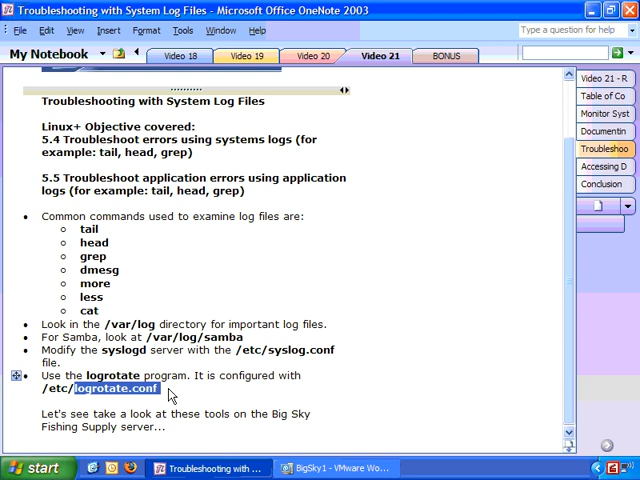 Troubleshooting with System Log Files - Microsoft Office OneNote 2003
File Edit View Insert Format Tools Window Help
Type a question for help
My Notebook Video 18 Video 19 Video 20 Video 21 BONUS
Troubleshooting with System Log Files
Linux+ Objective covered:
5.4 Troubleshoot errors using systems logs (for
example: tail, head, grep)
5.5 Troubleshoot application errors using application
logs (for example: tail, head, grep)
• Common commands used to examine log files are:
○ tail
○ head
○ grep
○ dmesg
○ more
○ less
○ cat
• Look in the /var/log directory for important log files.
• For Samba, look at /var/log/samba
• Modify the syslogd server with the /etc/syslog.conf
file.
• Use the logrotate program. It is configured with
/etc/logrotate.conf
Let's see take a look at these tools on the Big Sky
Fishing Supply server...
Video 21 - R
Table of Co
Monitor Syst
Documentin
Troubleshoo
Accessing D
Conclusion
start Troubleshooting with ... BigSky1 - VMware Wo...